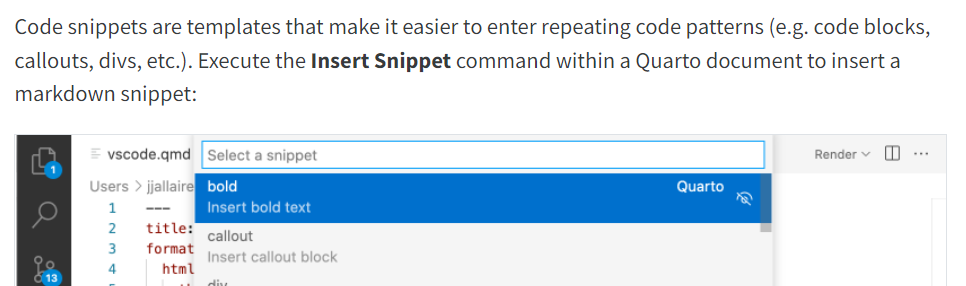 Code snippets are templates that make it easier to enter repeating code patterns (e.g. code blocks,
callouts, divs, etc.). Execute the Insert Snippet command within a Quarto document to insert a
markdown snippet:
1
vscode.qmd
Select a snippet
Render
Users > jjallaire
bold
Quarto
Insert bold text
1 ---
2 title:
callout
3 format
Insert callout block
4 html
13